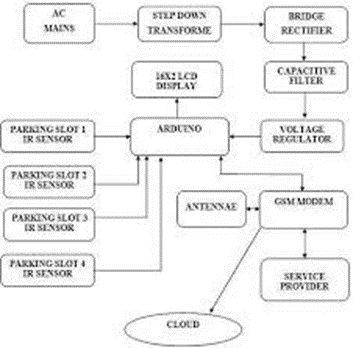 AC
MAINS
STEP DOWN
TRANSFORME
BRIDGE
RECTIFIER
16X2 LCD
DISPLAY
CAPACITIVE
FILTER
PARKING SLOT 1
IR SENSOR
ARDUINO
VOLTAGE
REGULATOR
PARKING SLOT 2
IR SENSOR
ANTENNAE
GSM MODEM
PARKING SLOT 3
IR SENSOR
PARKING SLOT 4
IR SENSOR
SERVICE
PROVIDER
CLOUD